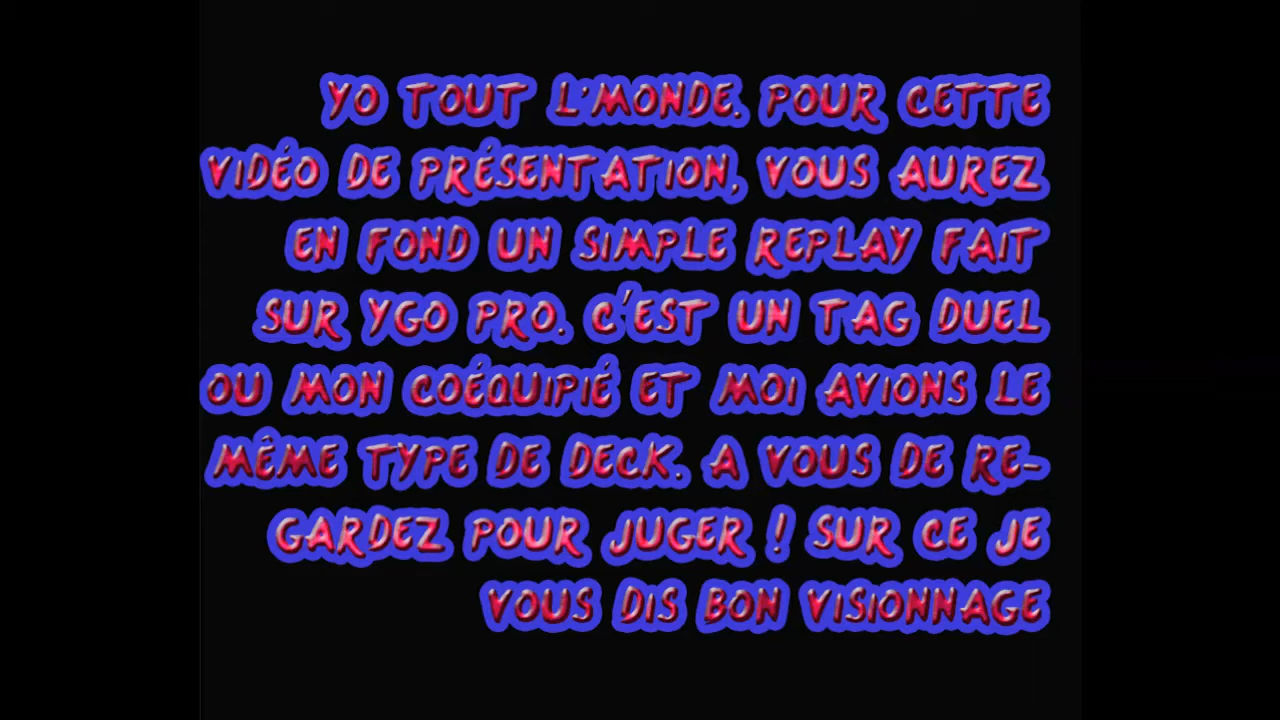 YO TOUT L'MONDE. POUR CETTE
VIDÉO DE PRÉSENTATION, VOUS AUREZ
EN FOND UN SIMPLE REPLAY FAIT
SUR YGO PRO. C'EST UN TAG DUEL
OU MON COÉQUIPIÉ ET MOI AVIONS LE
MÊME TYPE DE DECK. A VOUS DE RE-
GARDEZ POUR JUGER ! SUR CE JE
VOUS DIS BON VISIONNAGE